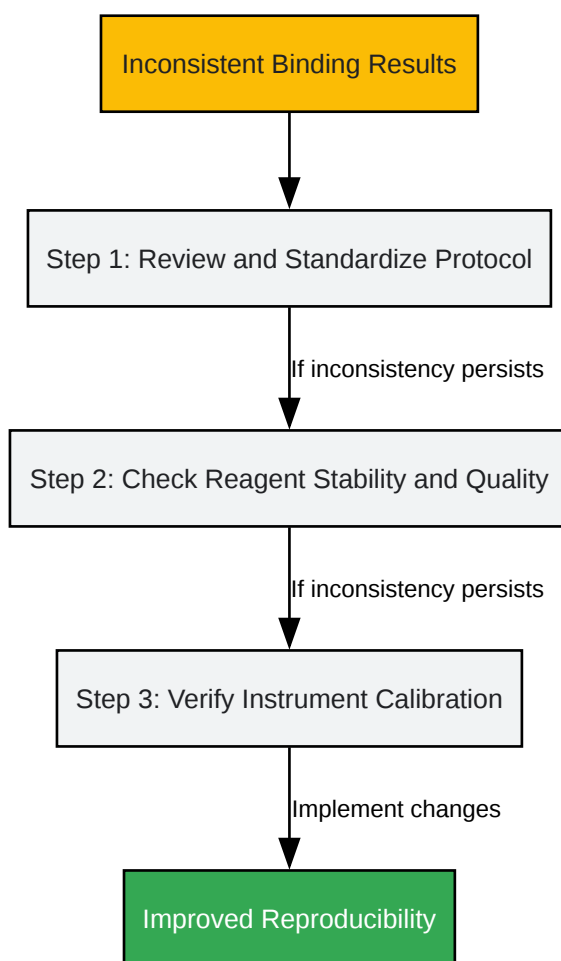 Inconsistent Binding Results
Step 1: Review and Standardize Protocol
If inconsistency persists
Step 2: Check Reagent Stability and Quality
If inconsistency persists
Step 3: Verify Instrument Calibration
Implement changes
Improved Reproducibility